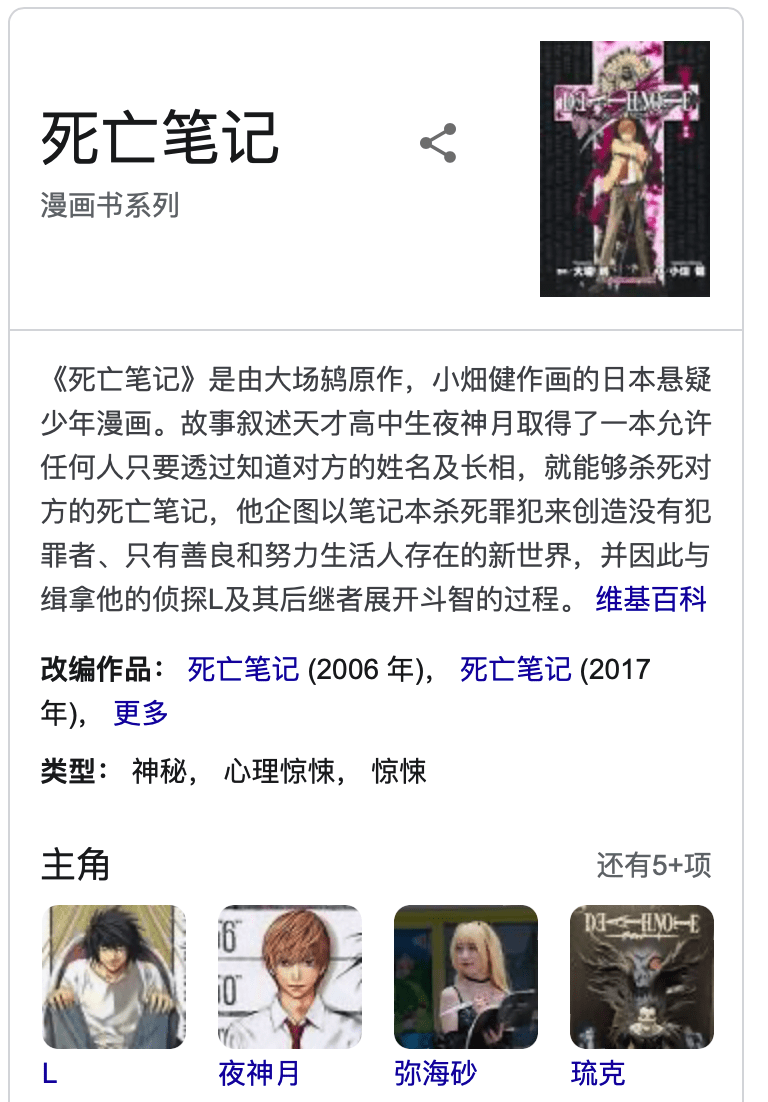 死亡笔记
漫画书系列
DEATH NOTE
《死亡笔记》是由大场鸫原作，小畑健作画的日本悬疑
少年漫画。故事叙述天才高中生夜神月取得了一本允许
任何人只要透过知道对方的姓名及长相，就能够杀死对
方的死亡笔记，他企图以笔记本杀死罪犯来创造没有犯
罪者、只有善良和努力生活人存在的新世界，并因此与
缉拿他的侦探L及其后继者展开斗智的过程。 维基百科
改编作品： 死亡笔记 (2006 年)， 死亡笔记 (2017
年)， 更多
类型： 神秘， 心理惊悚， 惊悚
主角
还有5+项
DEATH NOTE
L
夜神月
弥海砂
琉克